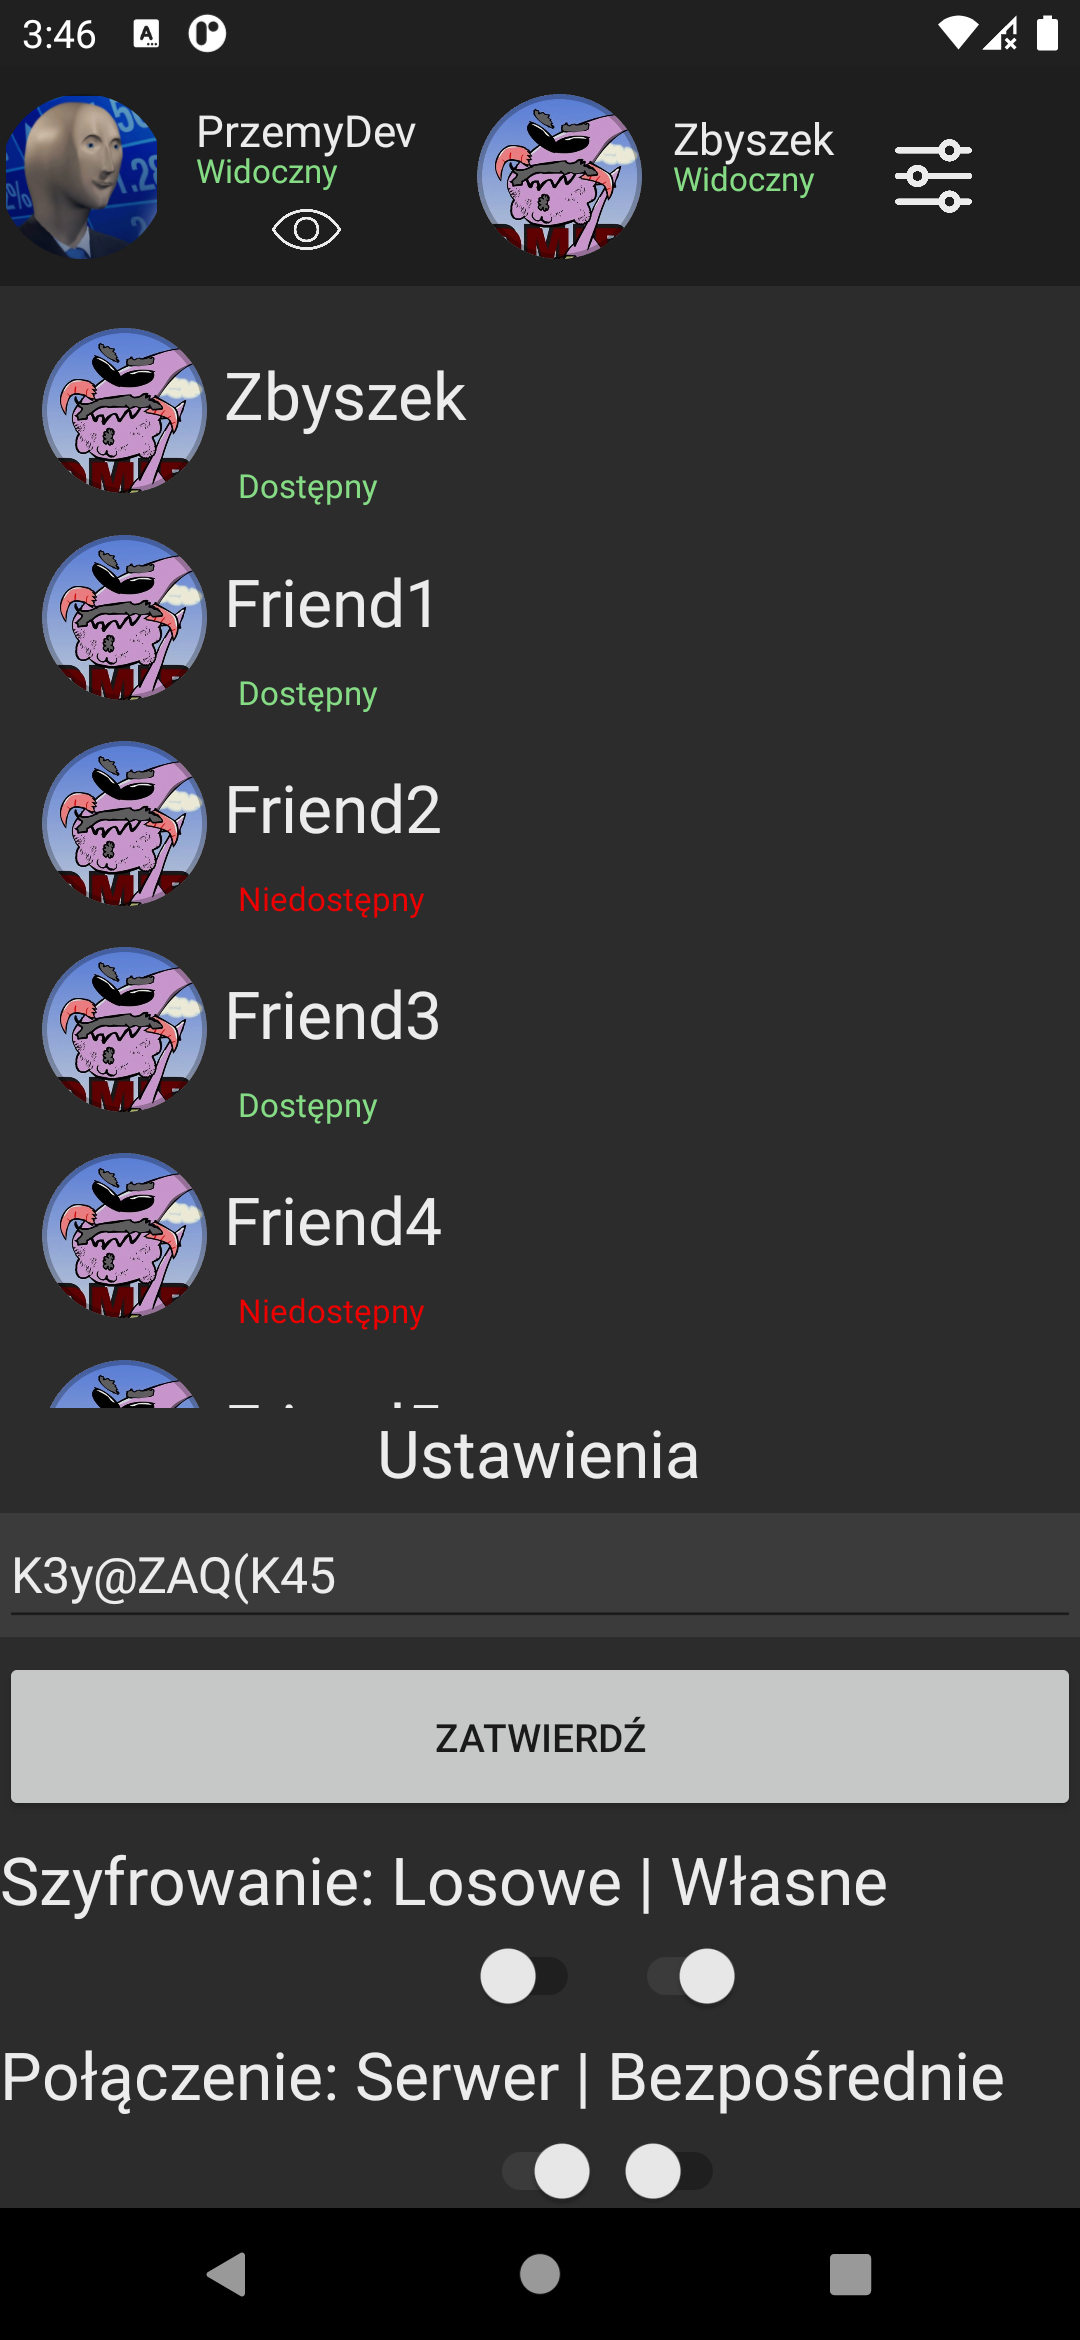 3:46
PrzemyDev
Widoczny
Zbyszek
Widoczny
Zbyszek
Dostępny
Friend1
Dostępny
Friend2
Niedostępny
Friend3
Dostępny
Friend4
Niedostępny
Ustawienia
K3y@ZAQ(K45
ZATWIERDŹ
Szyfrowanie: Losowe | Własne
Połączenie: Serwer | Bezpośrednie